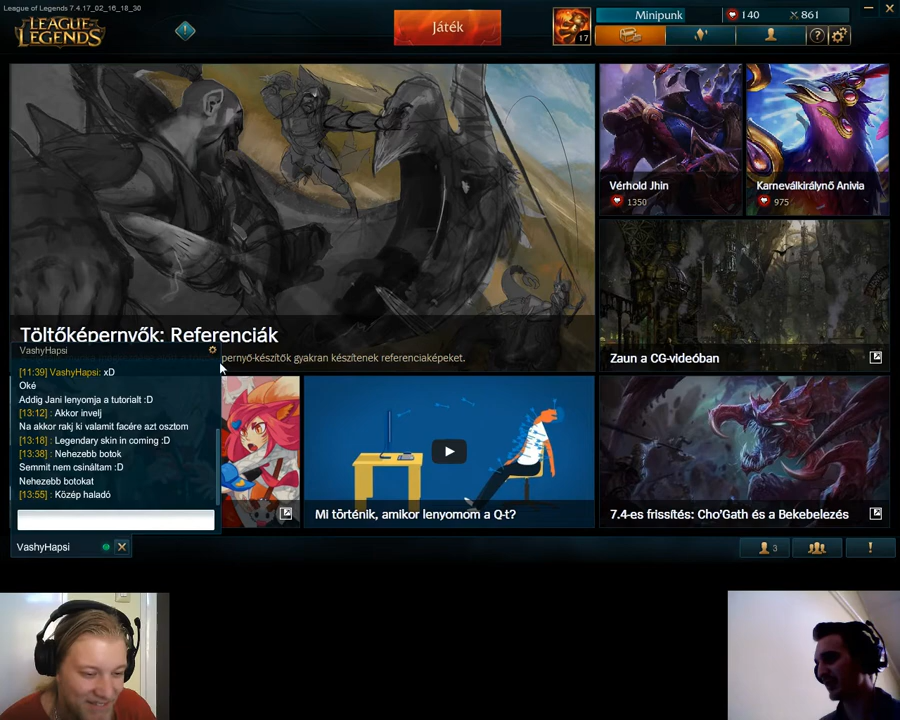 League of Legends 7.4.17_02_16_18_30
LEAGUE OF LEGENDS
Játék
17
Minipunk
140
861
?
Vérhold Jhin
1350
Karneválkirálynő Anivia
975
Töltőképernyők: Referenciák
pernyő-készítők gyakran készítenek referenciaképeket.
Zaun a CG-videóban
VashyHapsi
[11:39] VashyHapsi: xD
Oké
Addig Jani lenyomja a tutorialt :D
[13:12] : Akkor invelj
Na akkor rakj ki valamit facére azt osztom
[13:18] : Legendary skin in coming :D
[13:38] : Nehezebb botok
Semmit nem csináltam :D
Nehezebb botokat
[13:55] : Közép haladó
Mi történik, amikor lenyomom a Q-t?
7.4-es frissítés: Cho'Gath és a Bekebelezés
VashyHapsi
3
!